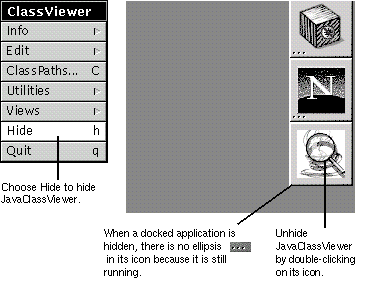 ClassViewer
Info
Edit
ClassPaths... C
Utilities
Views
Hide h
Quit q
N
Choose Hide to hide
JavaClassViewer.
When a docked application is
hidden, there is no ellipsis ...
in its icon because it is still
running.
Unhide
JavaClassViewer
by double-clicking
on its icon.